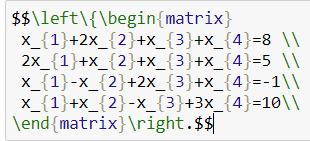 $$\left\{\begin{matrix}
x_{1}+2x_{2}+x_{3}+x_{4}=8 \\
2x_{1}+x_{2}+x_{3}+x_{4}=5 \\
x_{1}-x_{2}+2x_{3}+x_{4}=-1\\
x_{1}+x_{2}-x_{3}+3x_{4}=10\\
\end{matrix}\right.$$